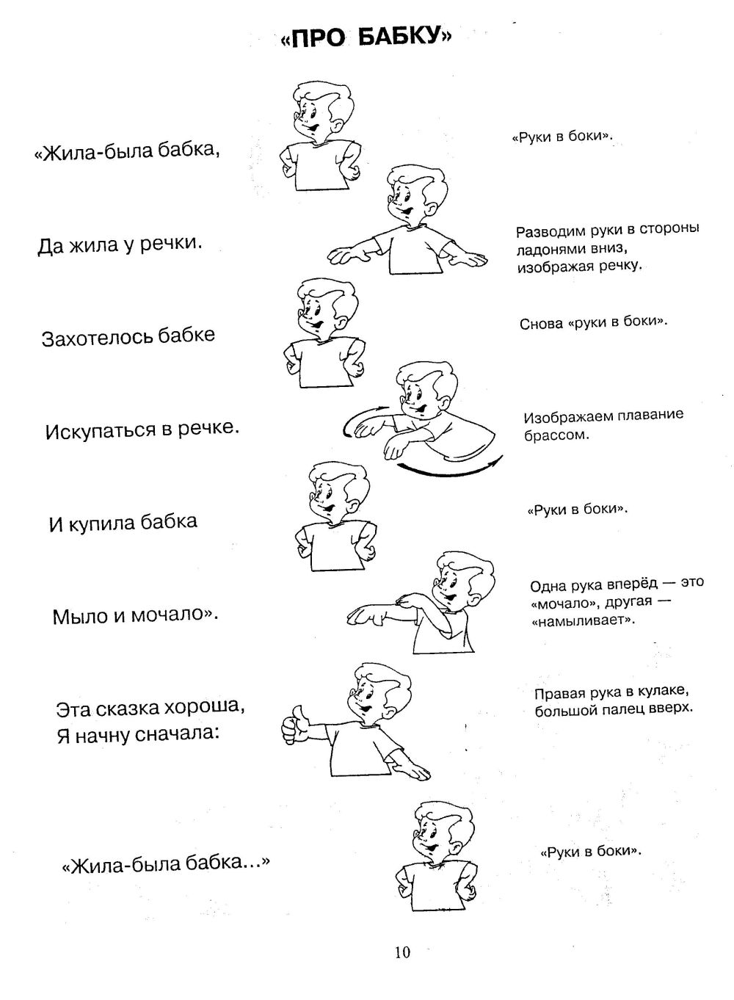 «ПРО БАБКУ»
«Жила-была бабка,
«Руки в боки».
Да жила у речки.
Разводим руки в стороны
ладонями вниз,
изображая речку.
Захотелось бабке
Снова «руки в боки».
Искупаться в речке.
Изображаем плавание
брассом.
И купила бабка
«Руки в боки».
Мыло и мочало».
Одна рука вперёд — это
«мочало», другая —
«намыливает».
Эта сказка хороша,
Я начну сначала:
Правая рука в кулаке,
большой палец вверх.
«Жила-была бабка...»
«Руки в боки».
10